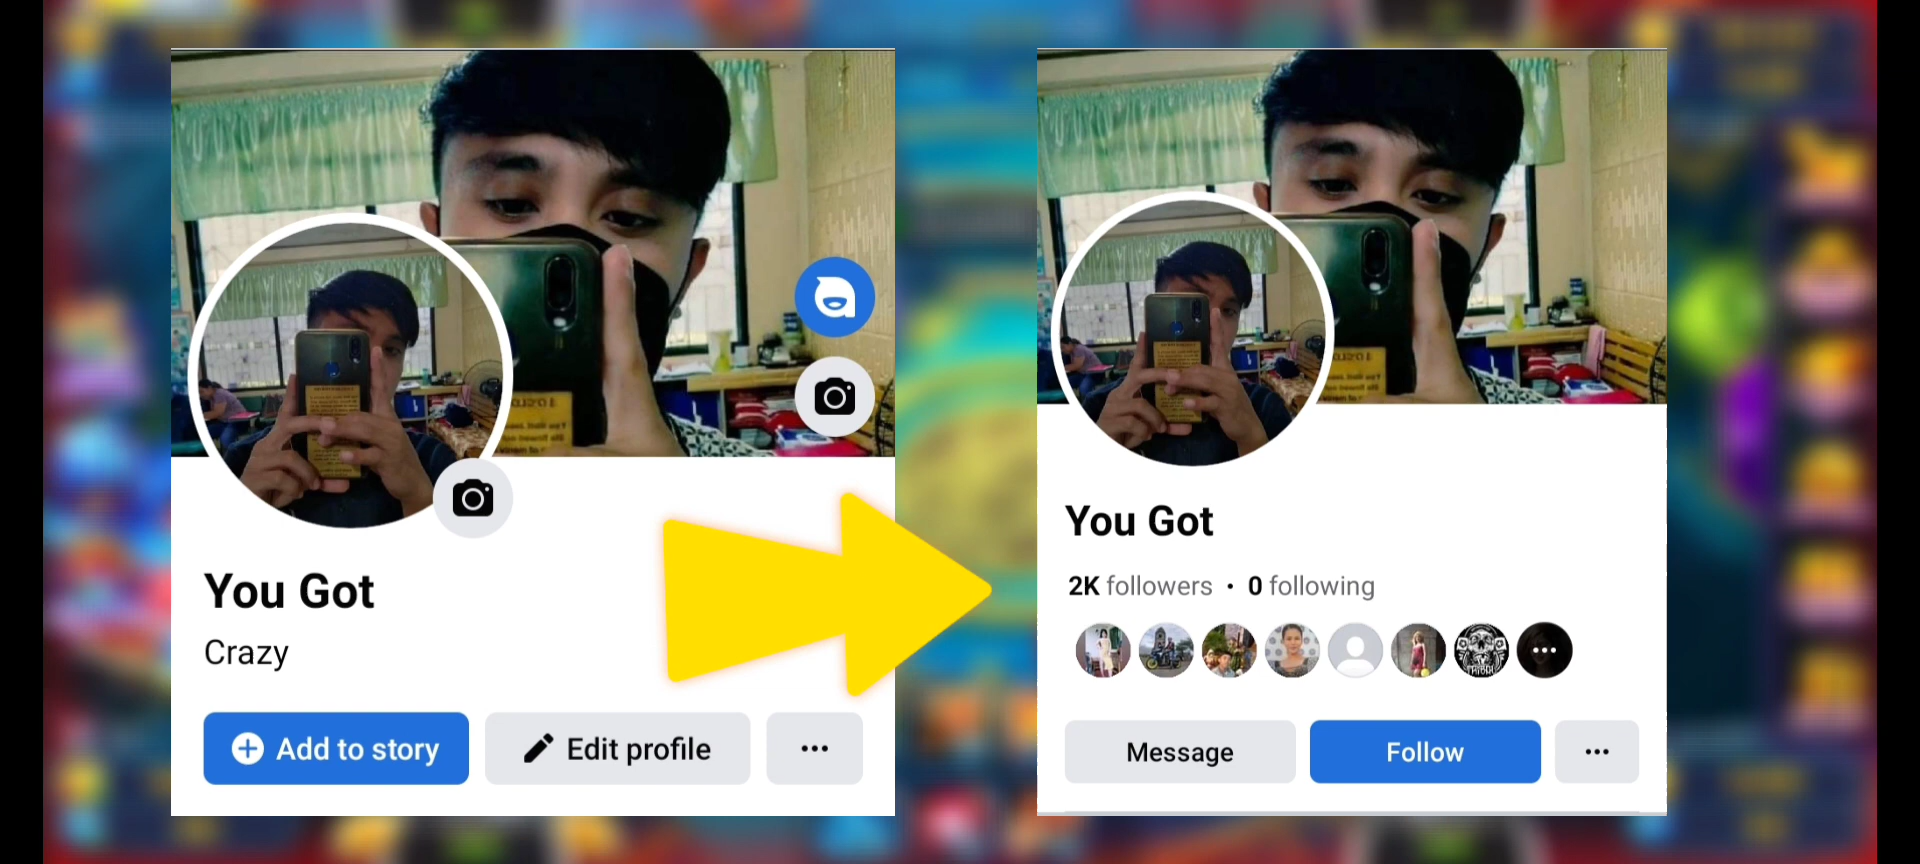 You Got
Crazy
Add to story
Edit profile
You Got
2K followers • 0 following
Message
Follow